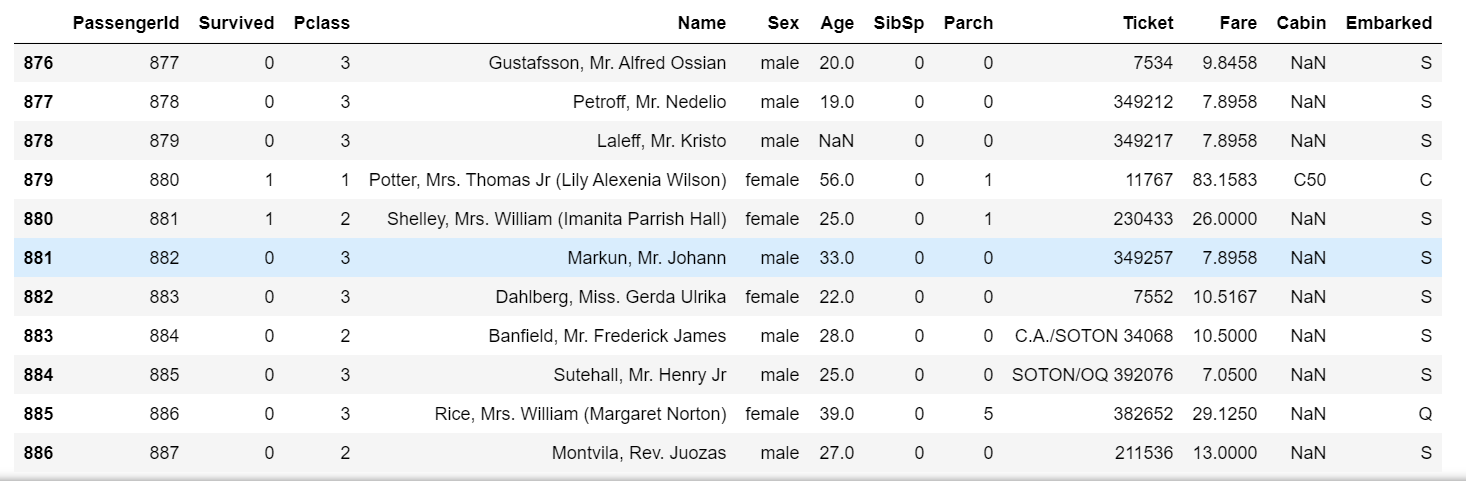 PassengerId Survived Pclass Name Sex Age SibSp Parch Ticket Fare Cabin Embarked
876 877 0 3 Gustafsson, Mr. Alfred Ossian male 20.0 0 0 7534 9.8458 NaN S
877 878 0 3 Petroff, Mr. Nedelio male 19.0 0 0 349212 7.8958 NaN S
878 879 0 3 Laleff, Mr. Kristo male NaN 0 0 349217 7.8958 NaN S
879 880 1 1 Potter, Mrs. Thomas Jr (Lily Alexenia Wilson) female 56.0 0 1 11767 83.1583 C50 C
880 881 1 2 Shelley, Mrs. William (Imanita Parrish Hall) female 25.0 0 1 230433 26.0000 NaN S
881 882 0 3 Markun, Mr. Johann male 33.0 0 0 349257 7.8958 NaN S
882 883 0 3 Dahlberg, Miss. Gerda Ulrika female 22.0 0 0 7552 10.5167 NaN S
883 884 0 2 Banfield, Mr. Frederick James male 28.0 0 0 C.A./SOTON 34068 10.5000 NaN S
884 885 0 3 Sutehall, Mr. Henry Jr male 25.0 0 0 SOTON/OQ 392076 7.0500 NaN S
885 886 0 3 Rice, Mrs. William (Margaret Norton) female 39.0 0 5 382652 29.1250 NaN Q
886 887 0 2 Montvila, Rev. Juozas male 27.0 0 0 211536 13.0000 NaN S